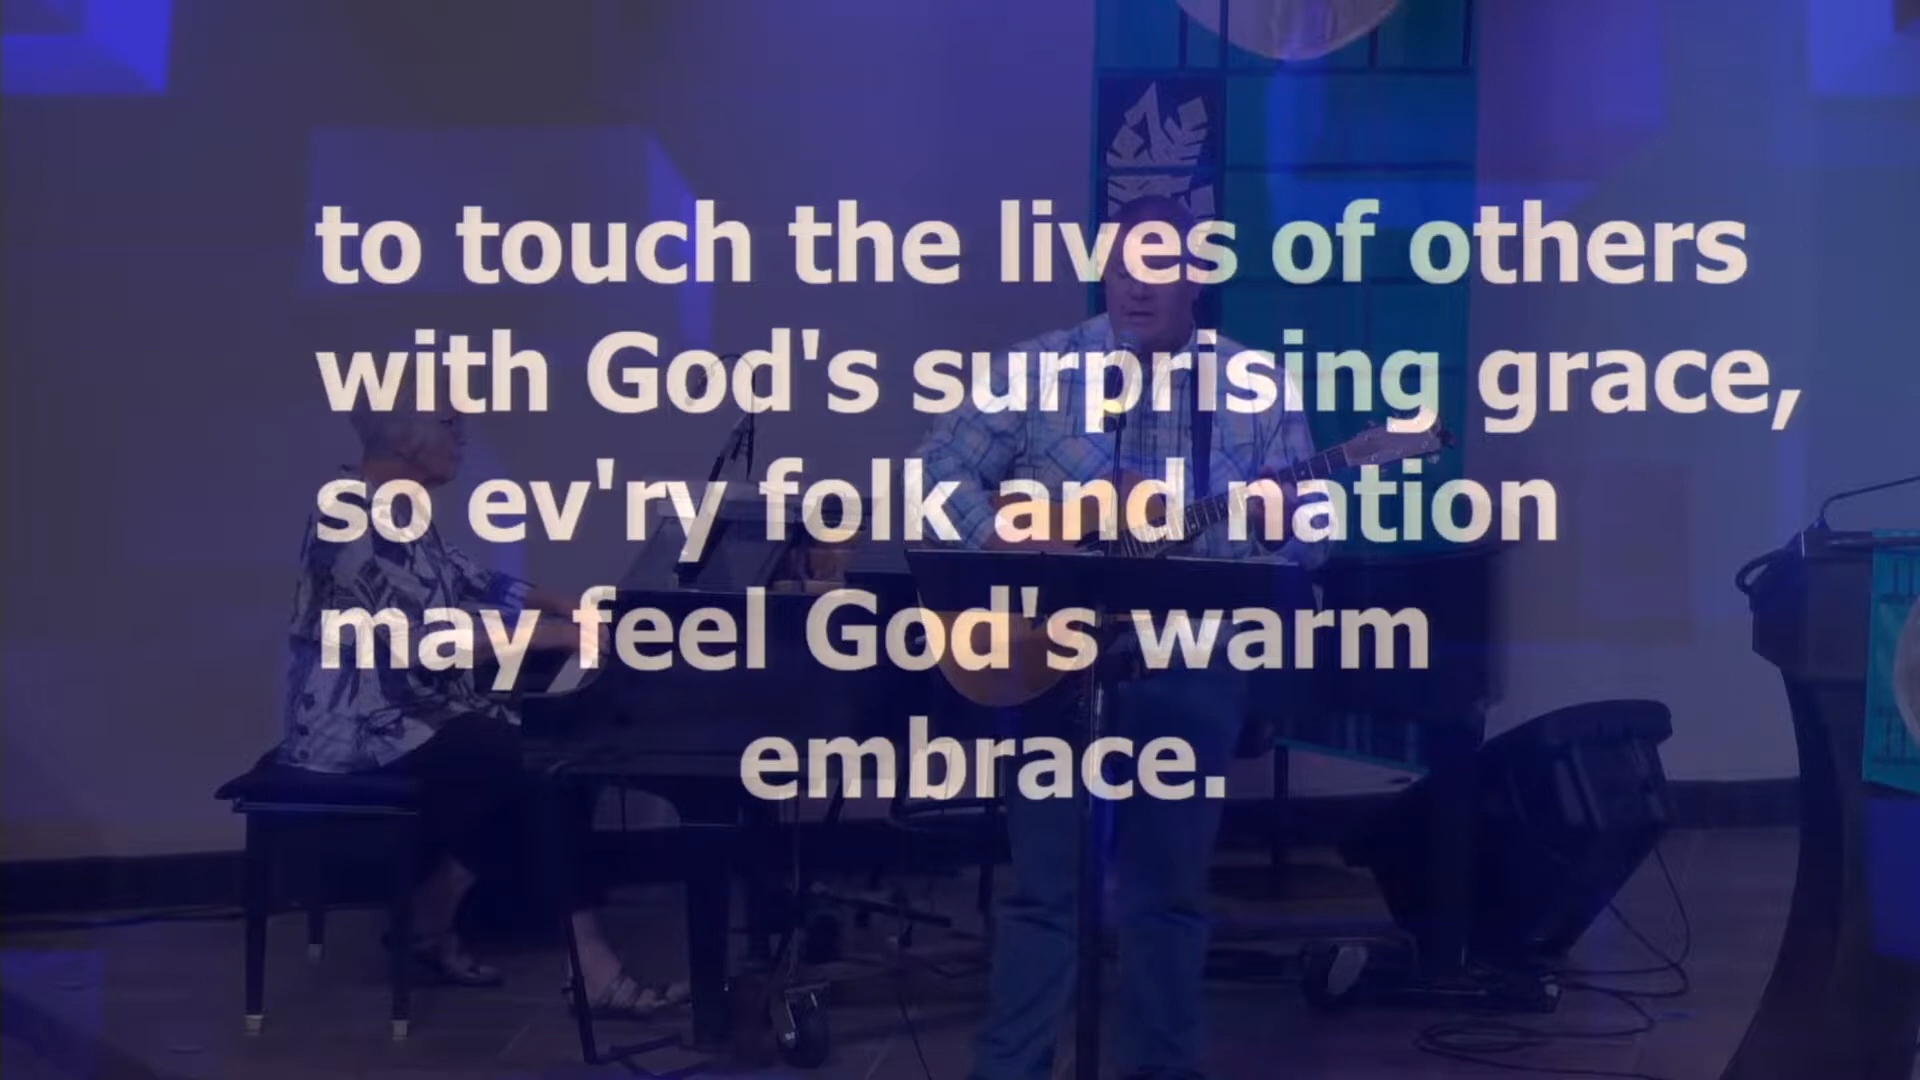 to touch the lives of others
with God's surprising grace,
so ev'ry folk and nation
may feel God's warm
embrace.